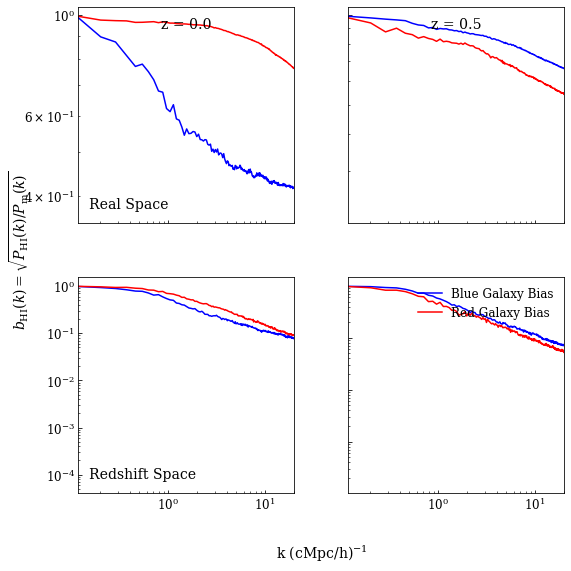 z = 0.0
z = 0.5
10⁰
6 × 10⁻¹
4 × 10⁻¹
Real Space
b_HI(k) = √P_HI(k)/P_m(k)
10⁰
10⁻¹
10⁻²
10⁻³
10⁻⁴
Blue Galaxy Bias
Red Galaxy Bias
Redshift Space
10⁰ 10¹ 10⁰ 10¹
k (cMpc/h)⁻¹